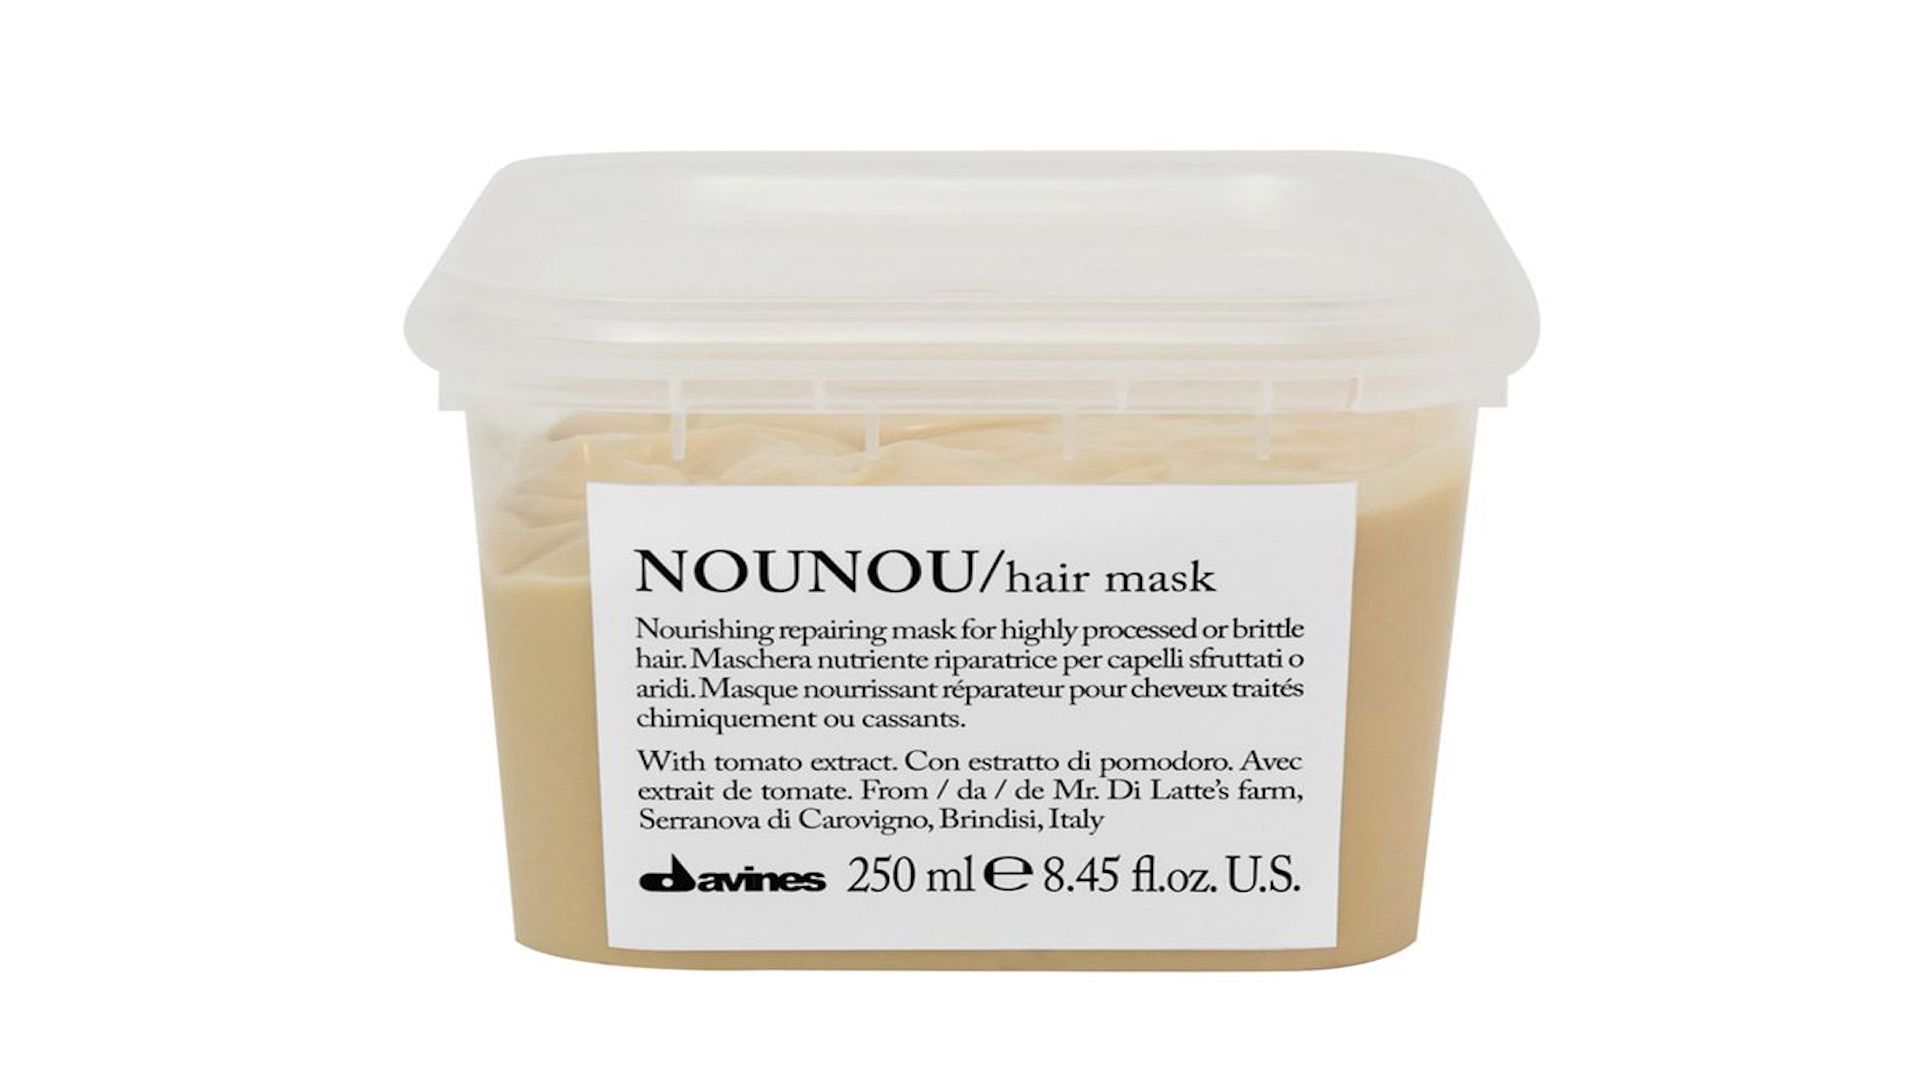 NOUNOU/hair mask
Nourishing repairing mask for highly processed or brittle
hair. Maschera nutriente riparatrice per capelli sfruttati o
aridi. Masque nourrissant réparateur pour cheveux traités
chimiquement ou cassants.
With tomato extract. Con estratto di pomodoro. Avec
extrait de tomate. From / da / de Mr. Di Latte's farm,
Serranova di Carovigno, Brindisi, Italy
davines 250 ml ℮ 8.45 fl.oz. U.S.